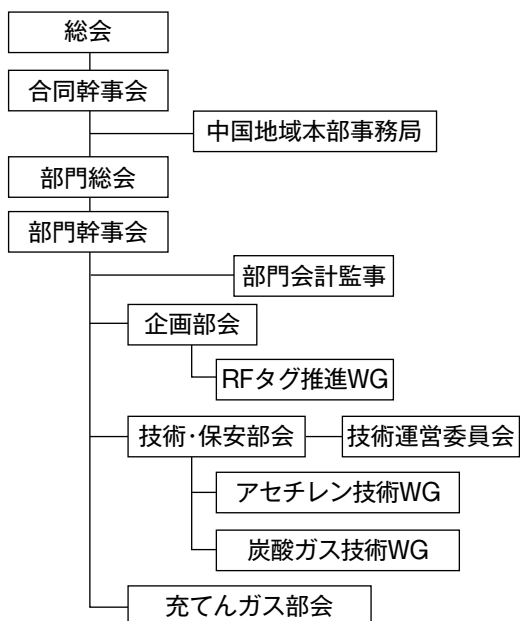 総会
合同幹事会
中国地域本部事務局
部門総会
部門幹事会
部門会計監事
企画部会
RFタグ推進WG
技術・保安部会
技術運営委員会
アセチレン技術WG
炭酸ガス技術WG
充てんガス部会